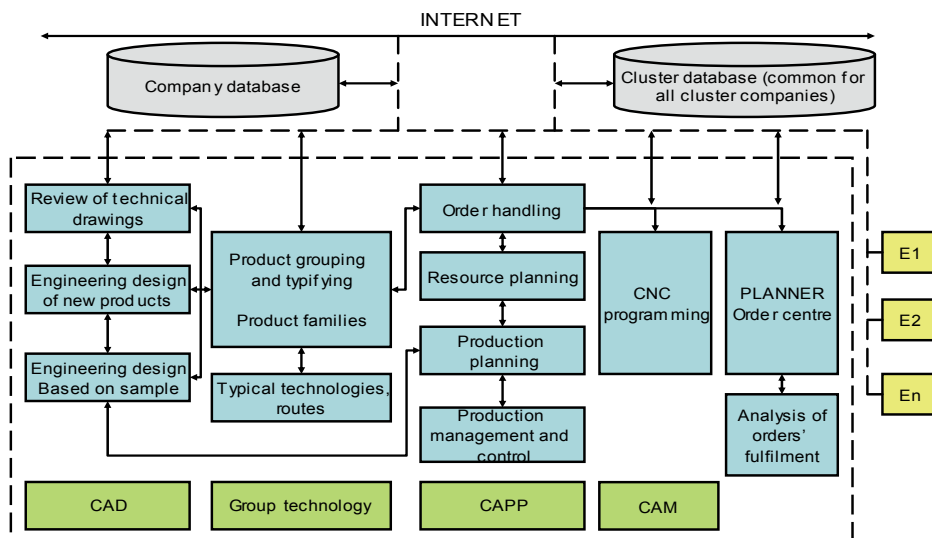 INTERNET
Company database
Cluster database (common for
all cluster companies)
Review of technical
drawings
Engineering design
of new products
Engineering design
Based on sample
Product grouping
and typifying
Product families
Typical technologies,
routes
Order handling
Resource planning
Production
planning
Production
management and
control
CNC
programming
PLANNER
Order centre
Analysis of
orders’
fulfilment
E1
E2
En
CAD
Group technology
CAPP
CAM